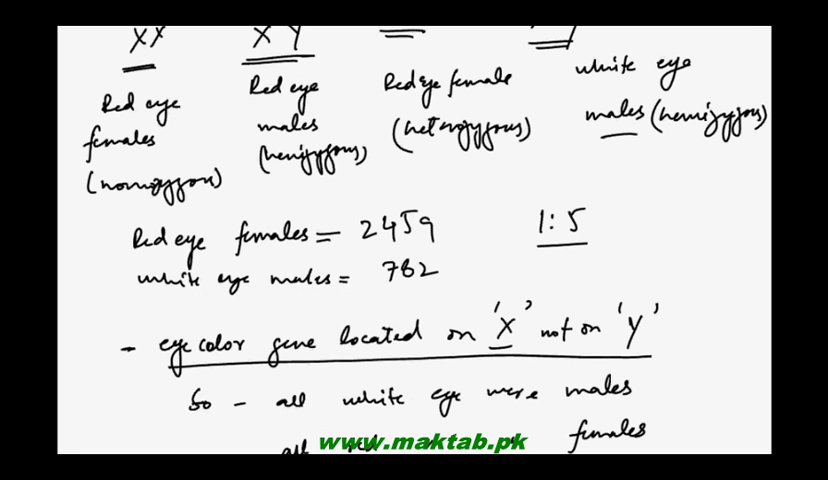 XX XY
Red eye females (homozygous)
Red eye males (hemizygous)
Red eye female (heterozygous)
white eye males (hemizygous)
Red eye females = 2459 1:5
white eye males = 782
- eye color gene located on 'X' not on 'Y'
So - all white eye were males
all females
www.maktab.pk